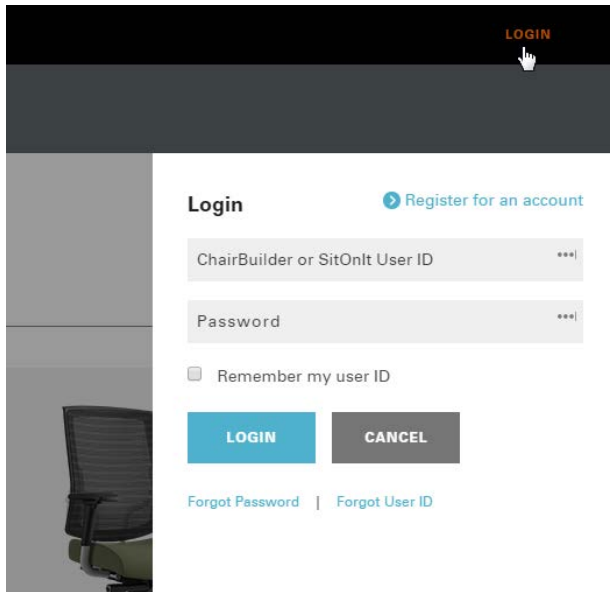 LOGIN
Login
Register for an account
ChairBuilder or SitOnIt User ID
Password
Remember my user ID
LOGIN CANCEL
Forgot Password | Forgot User ID